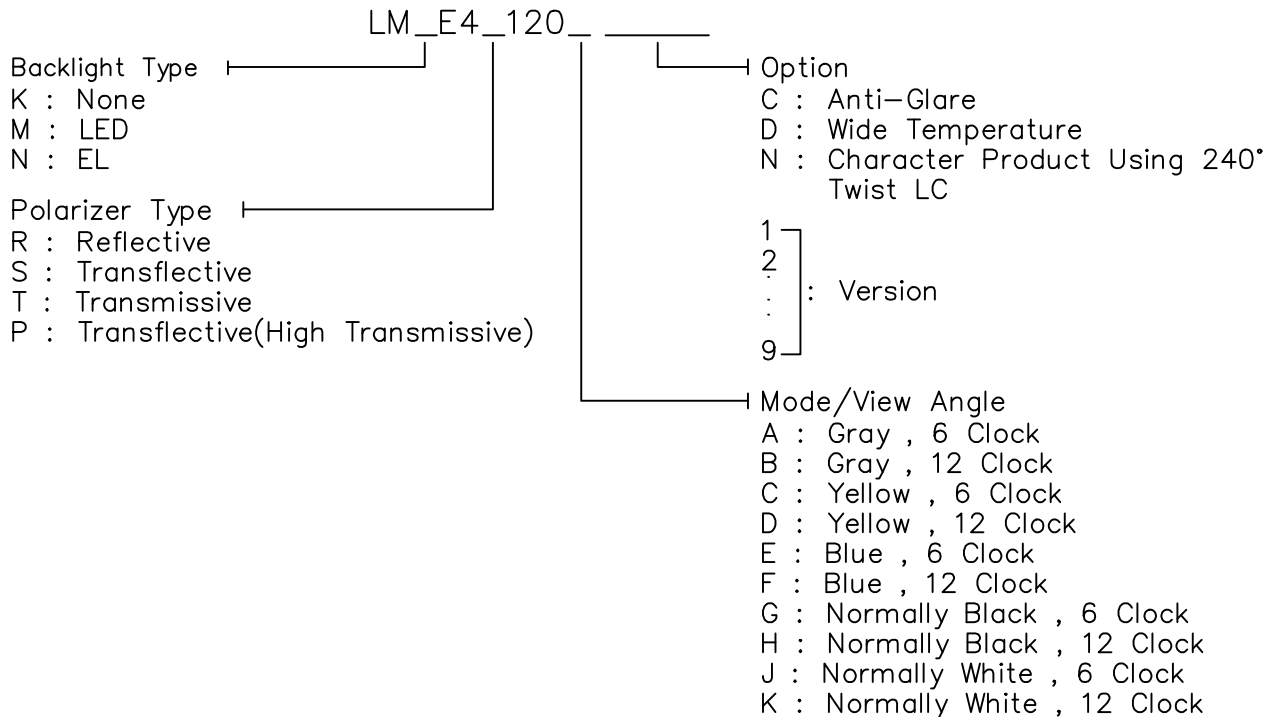 LM_E4_120_ _____
Backlight Type
K : None
M : LED
N : EL
Polarizer Type
R : Reflective
S : Transflective
T : Transmissive
P : Transflective(High Transmissive)
Option
C : Anti-Glare
D : Wide Temperature
N : Character Product Using 240°
Twist LC
1
2
.
.
.
9
: Version
Mode/View Angle
A : Gray , 6 Clock
B : Gray , 12 Clock
C : Yellow , 6 Clock
D : Yellow , 12 Clock
E : Blue , 6 Clock
F : Blue , 12 Clock
G : Normally Black , 6 Clock
H : Normally Black , 12 Clock
J : Normally White , 6 Clock
K : Normally White , 12 Clock